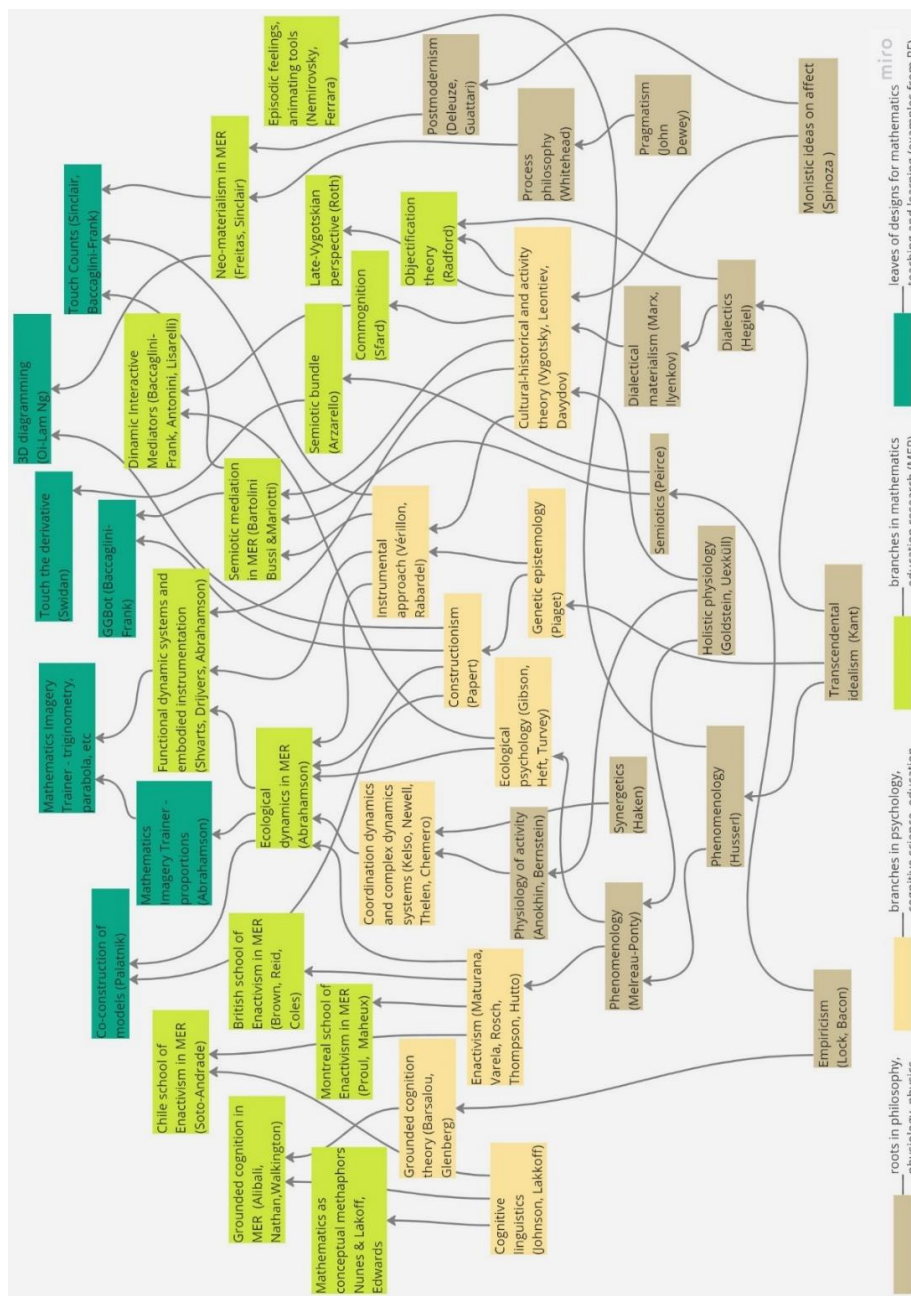 Co-construction of
models (Palatnik)
Mathematics
Imagery Trainer -
proportions
(Abrahamson)
Mathematics Imagery
Trainer - triginometry,
parabola, etc
Touch the derivative
(Swidan)
GGBot (Baccaglini-
Frank)
3D diagramming
(Oi-Lam Ng)
Touch Counts (Sinclair,
Baccaglini-Frank)
Chile school of
Enactivism in MER
(Soto-Andrade)
Grounded cognition in
MER (Alibali,
Nathan,Walkington)
Mathematics as
conceptual methaphors
Nunes & Lakoff,
Edwards
British school of
Enactivism in MER
(Brown, Reid,
Coles)
Montreal school of
Enactivism in MER
(Proul, Maheux)
Ecological
dynamics in MER
(Abrahamson)
Functional dynamic systems and
embodied instrumentation
(Shvarts, Drijvers, Abrahamson)
Semiotic mediation
in MER (Bartolini
Bussi &Mariotti)
Dinamic Interactive
Mediators (Baccaglini-
Frank, Antonini, Lisarelli)
Semiotic bundle
(Arzarello)
Commognition
(Sfard)
Late-Vygotskian
perspective (Roth)
Objectification
theory
(Radford)
Neo-materialism in MER
(Freitas, Sinclair)
Episodic feelings,
animating tools
(Nemirovsky,
Ferrara)
Cognitive
linguistics
(Johnson, Lakkoff)
Grounded cognition
theory (Barsalou,
Glenberg)
Enactivism (Maturana,
Varela, Rosch
Thompson, Hutto)
Coordination dynamics
and complex dynamics
systems (Kelso, Newell,
Thelen, Chemero)
Ecological
psychology (Gibson,
Heft, Turvey)
Constructionism
(Papert)
Instrumental
approach (Vérillon,
Rabardel)
Genetic epistemology
(Piaget)
Cultural-historical and activity
theory (Vygotsky, Leontiev,
Davydov)
Postmodernism
(Deleuze,
Guattari)
Process
philosophy
(Whitehead)
Pragmatism
(John
Dewey)
Physiology of activity
(Anokhin, Bernstein)
Synergetics
(Haken)
Phenomenology
(Melreau-Ponty)
Phenomenology
(Husserl)
Holistic physiology
(Goldstein, Uexküll)
Semiotics (Peirce)
Dialectical
materialism (Marx,
Ilyenkov)
Dialectics
(Hegiel)
Empiricism
(Lock, Bacon)
Transcendental
idealism (Kant)
Monistic ideas on affect
(Spinoza )
miro
roots in philosophy,
branches in psychology,
branches in mathematics
leaves of designs for mathematics